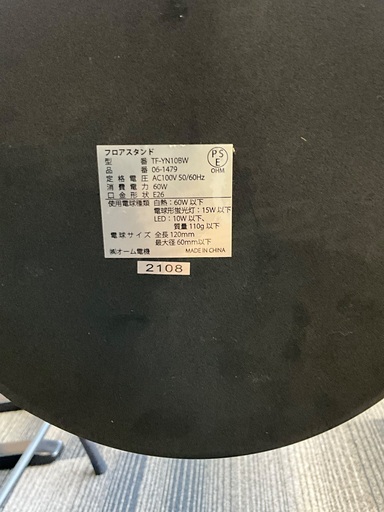 フロアスタンド
型番 TF-YN10BW
品番 06-1479
定格電圧 AC100V 50/60Hz
消費電力 60W
口金形状 E26
使用電球種類 白熱:60W以下
電球形蛍光灯:15W以下
LED:10W以下、
質量110g以下
電球サイズ 全長120mm
最大径60mm以下
㈱オーム電機 MADE IN CHINA
PS
E
OHM
2108